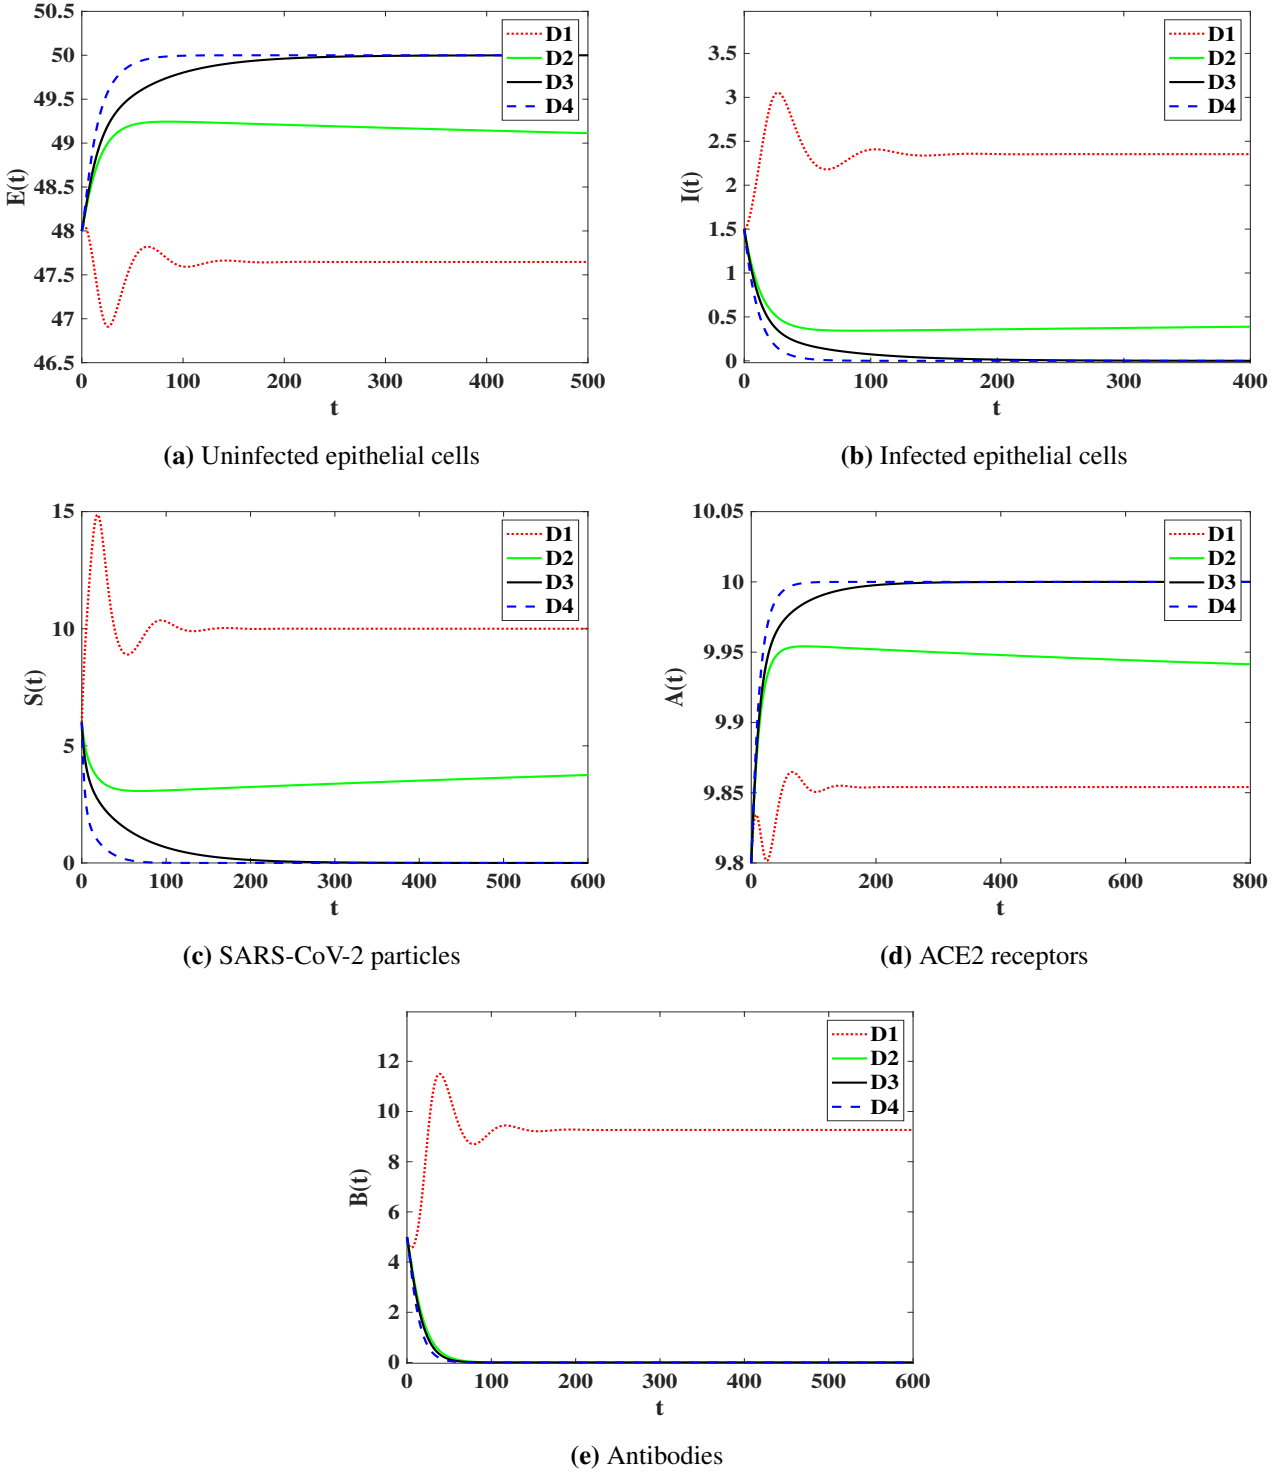 50.5
50
49.5
49
48.5
48
47.5
47
46.5
E(t)
0 100 200 300 400 500
t
D1
D2
D3
D4
(a) Uninfected epithelial cells
3.5
3
2.5
2
1.5
1
0.5
0
I(t)
0 100 200 300 400
t
D1
D2
D3
D4
(b) Infected epithelial cells
15
10
5
0
S(t)
0 100 200 300 400 500 600
t
D1
D2
D3
D4
(c) SARS-CoV-2 particles
10.05
10
9.95
9.9
9.85
9.8
A(t)
0 200 400 600 800
t
D1
D2
D3
D4
(d) ACE2 receptors
12
10
8
6
4
2
0
B(t)
0 100 200 300 400 500 600
t
D1
D2
D3
D4
(e) Antibodies